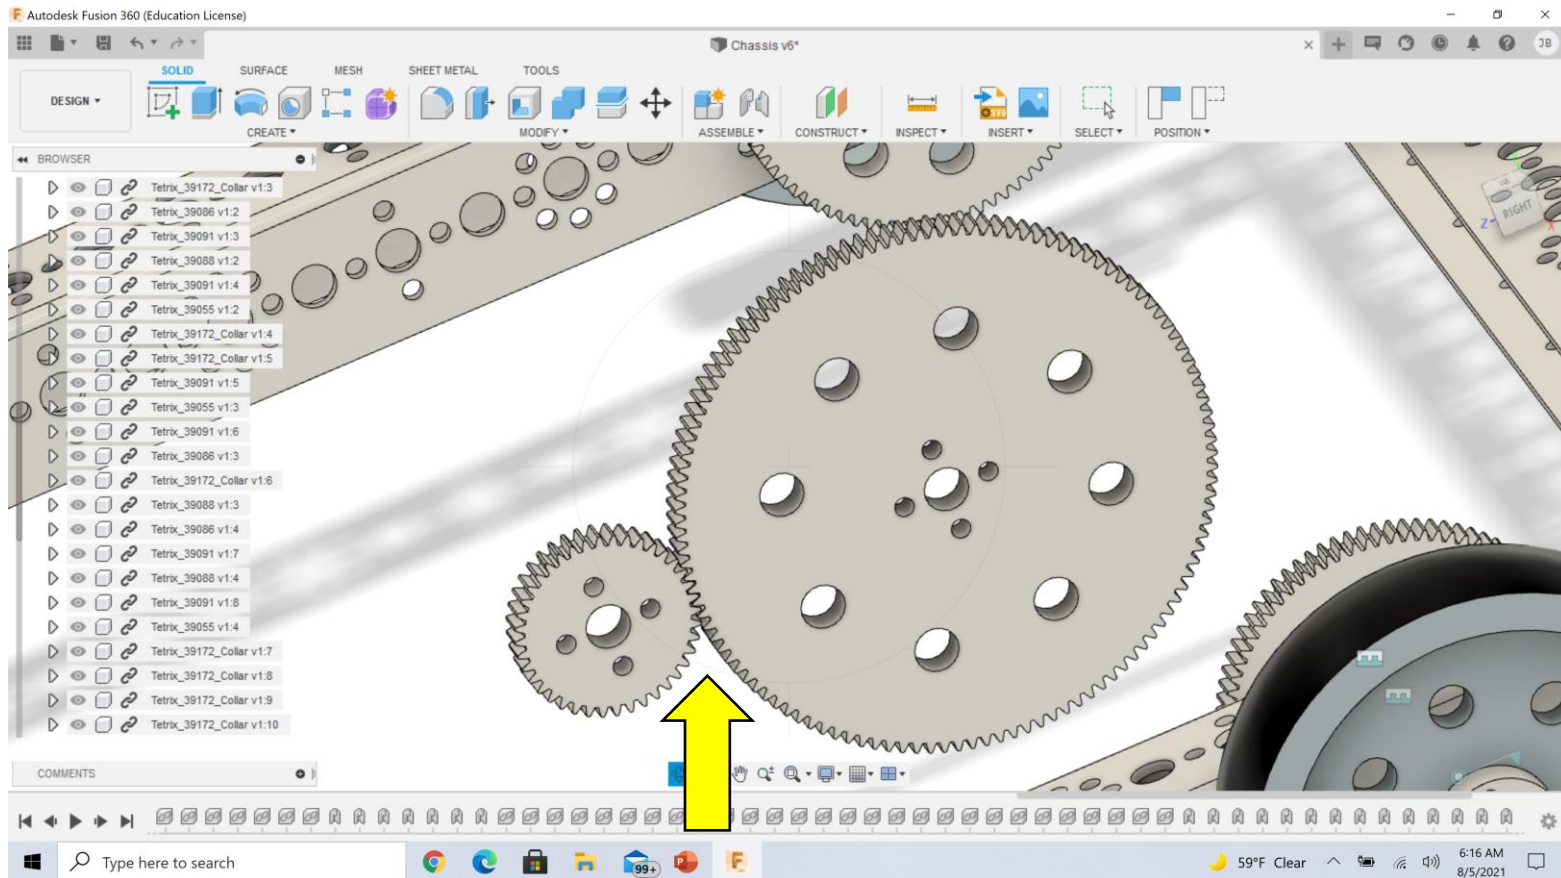 Autodesk Fusion 360 (Education License)
Chassis v6*
JB
SOLID SURFACE MESH SHEET METAL TOOLS
DESIGN
CREATE MODIFY ASSEMBLE CONSTRUCT INSPECT INSERT SELECT POSITION
SVG
BROWSER
Tetrix_39172_Collar v1:3
Tetrix_39086 v1:2
Tetrix_39091 v1:3
Tetrix_39088 v1:2
Tetrix_39091 v1:4
Tetrix_39055 v1:2
Tetrix_39172_Collar v1:4
Tetrix_39172_Collar v1:5
Tetrix_39091 v1:5
Tetrix_39055 v1:3
Tetrix_39091 v1:6
Tetrix_39086 v1:3
Tetrix_39172_Collar v1:6
Tetrix_39088 v1:3
Tetrix_39086 v1:4
Tetrix_39091 v1:7
Tetrix_39088 v1:4
Tetrix_39091 v1:8
Tetrix_39055 v1:4
Tetrix_39172_Collar v1:7
Tetrix_39172_Collar v1:8
Tetrix_39172_Collar v1:9
Tetrix_39172_Collar v1:10
Z
RIGHT
X
COMMENTS
Type here to search
99+
59°F Clear
6:16 AM
8/5/2021